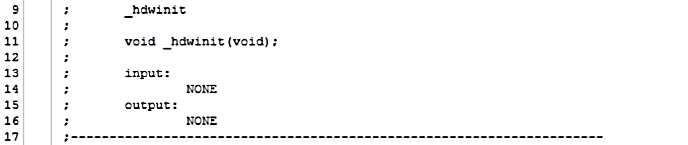 9 ; _hdwinit
10 ;
11 ; void _hdwinit(void);
12 ;
13 ; input:
14 ; NONE
15 ; output:
16 ; NONE
17 ;---------------------------------------------------------------------